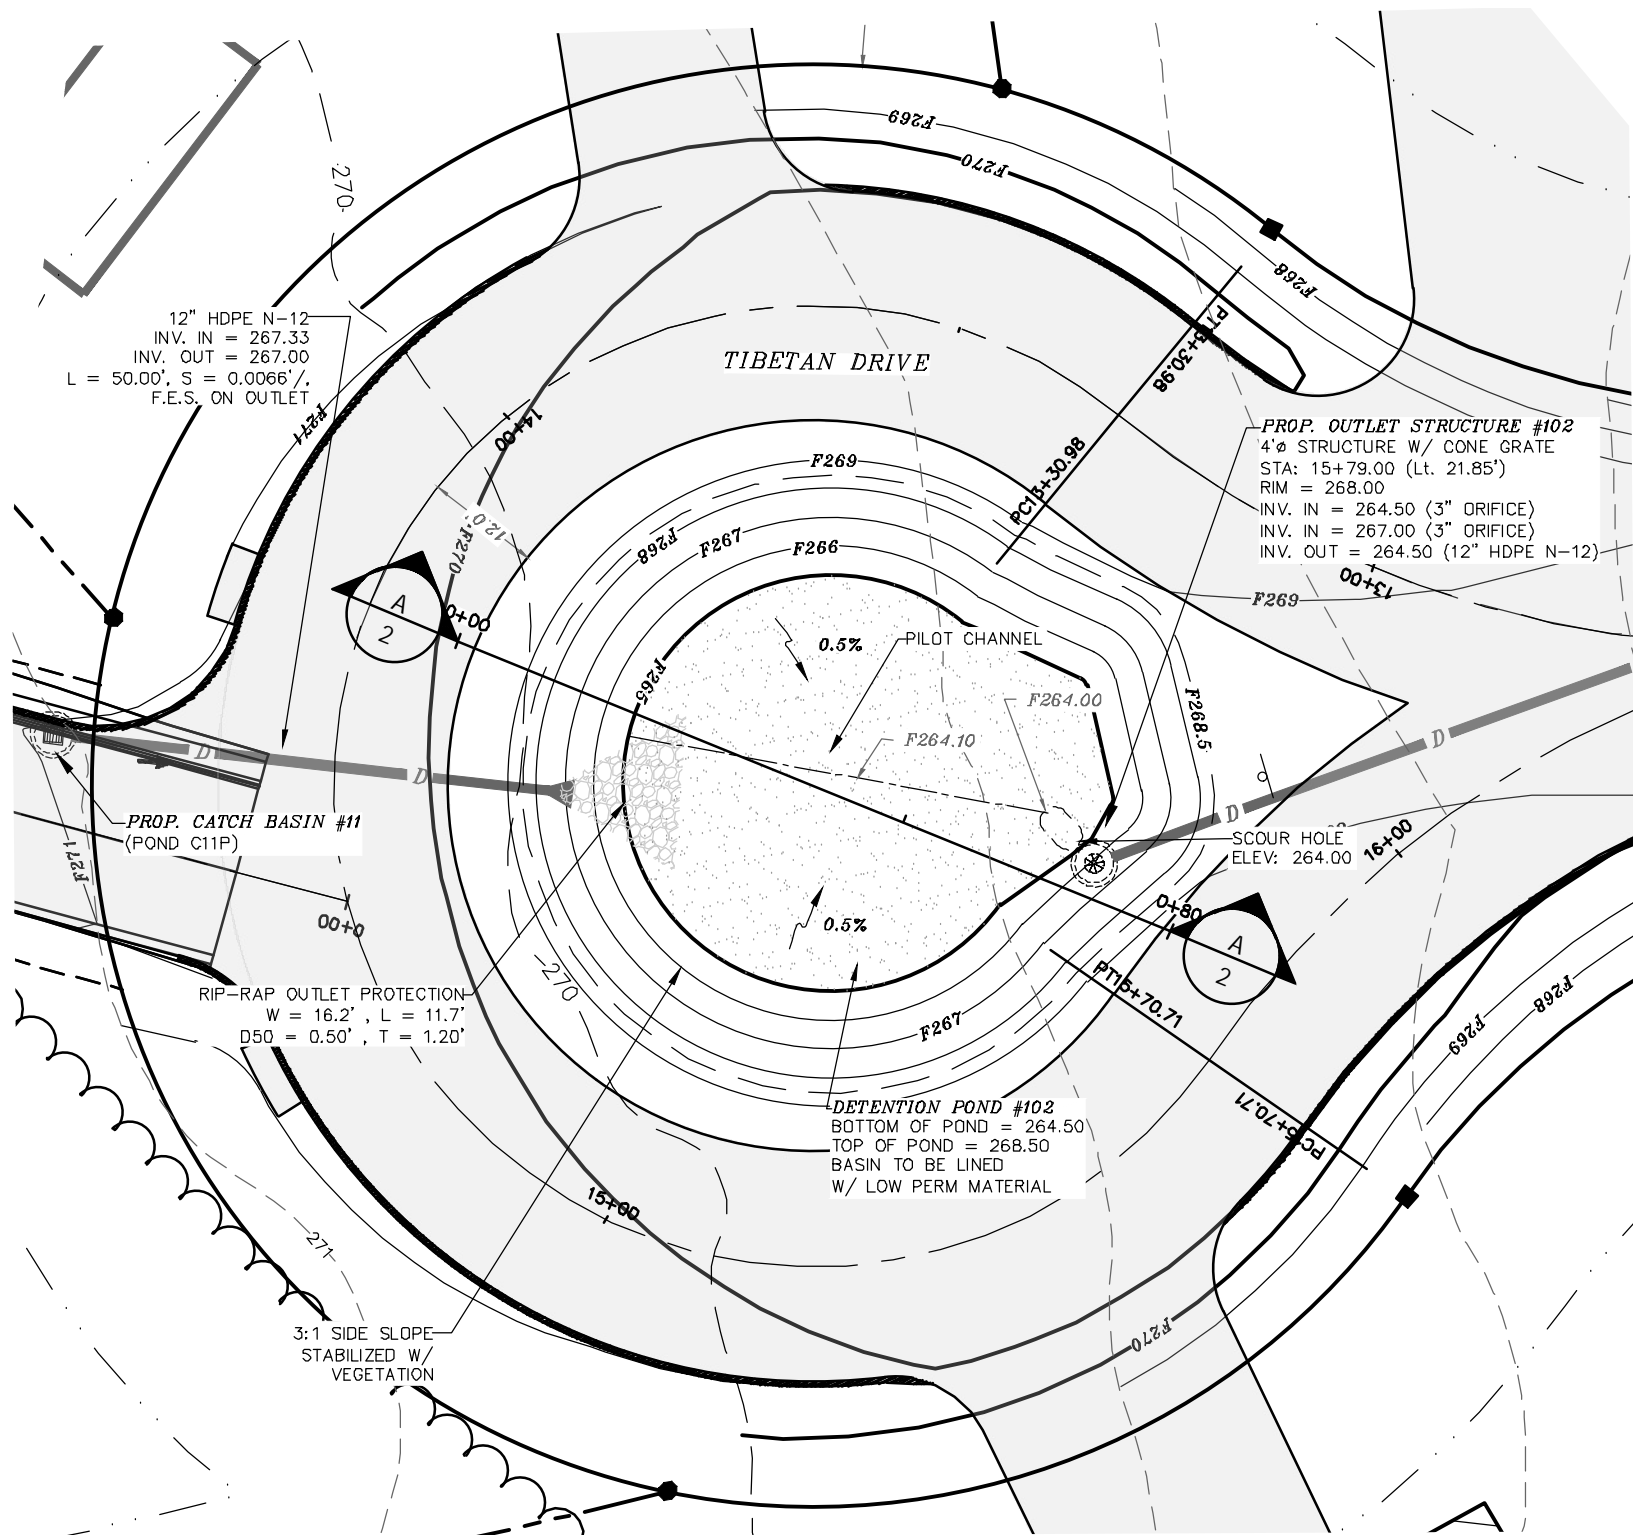 F269
F270
270
F268
12" HDPE N-12
INV. IN = 267.33
INV. OUT = 267.00
L = 50.00', S = 0.0066'/,
F.E.S. ON OUTLET
F271
TIBETAN DRIVE
PT13+30.98
PC13+30.98
14+00
12.0'
F270
PROP. OUTLET STRUCTURE #102
4'ø STRUCTURE W/ CONE GRATE
STA: 15+79.00 (Lt. 21.85')
RIM = 268.00
INV. IN = 264.50 (3" ORIFICE)
INV. IN = 267.00 (3" ORIFICE)
INV. OUT = 264.50 (12" HDPE N-12)
13+00
F269
F269
F268
F267
F266
A
2
0+00
0.5%
PILOT CHANNEL
F265
F264.00
F264.10
F268.5
D
D
D
D
PROP. CATCH BASIN #11
(POND C11P)
F271
0+00
SCOUR HOLE
ELEV: 264.00
16+00
0+80
A
2
0.5%
270
PT15+70.71
PC15+70.71
RIP-RAP OUTLET PROTECTION
W = 16.2' , L = 11.7'
D50 = 0.50' , T = 1.20'
F267
F269
F268
DETENTION POND #102
BOTTOM OF POND = 264.50
TOP OF POND = 268.50
BASIN TO BE LINED
W/ LOW PERM MATERIAL
15+00
271
F270
3:1 SIDE SLOPE
STABILIZED W/
VEGETATION